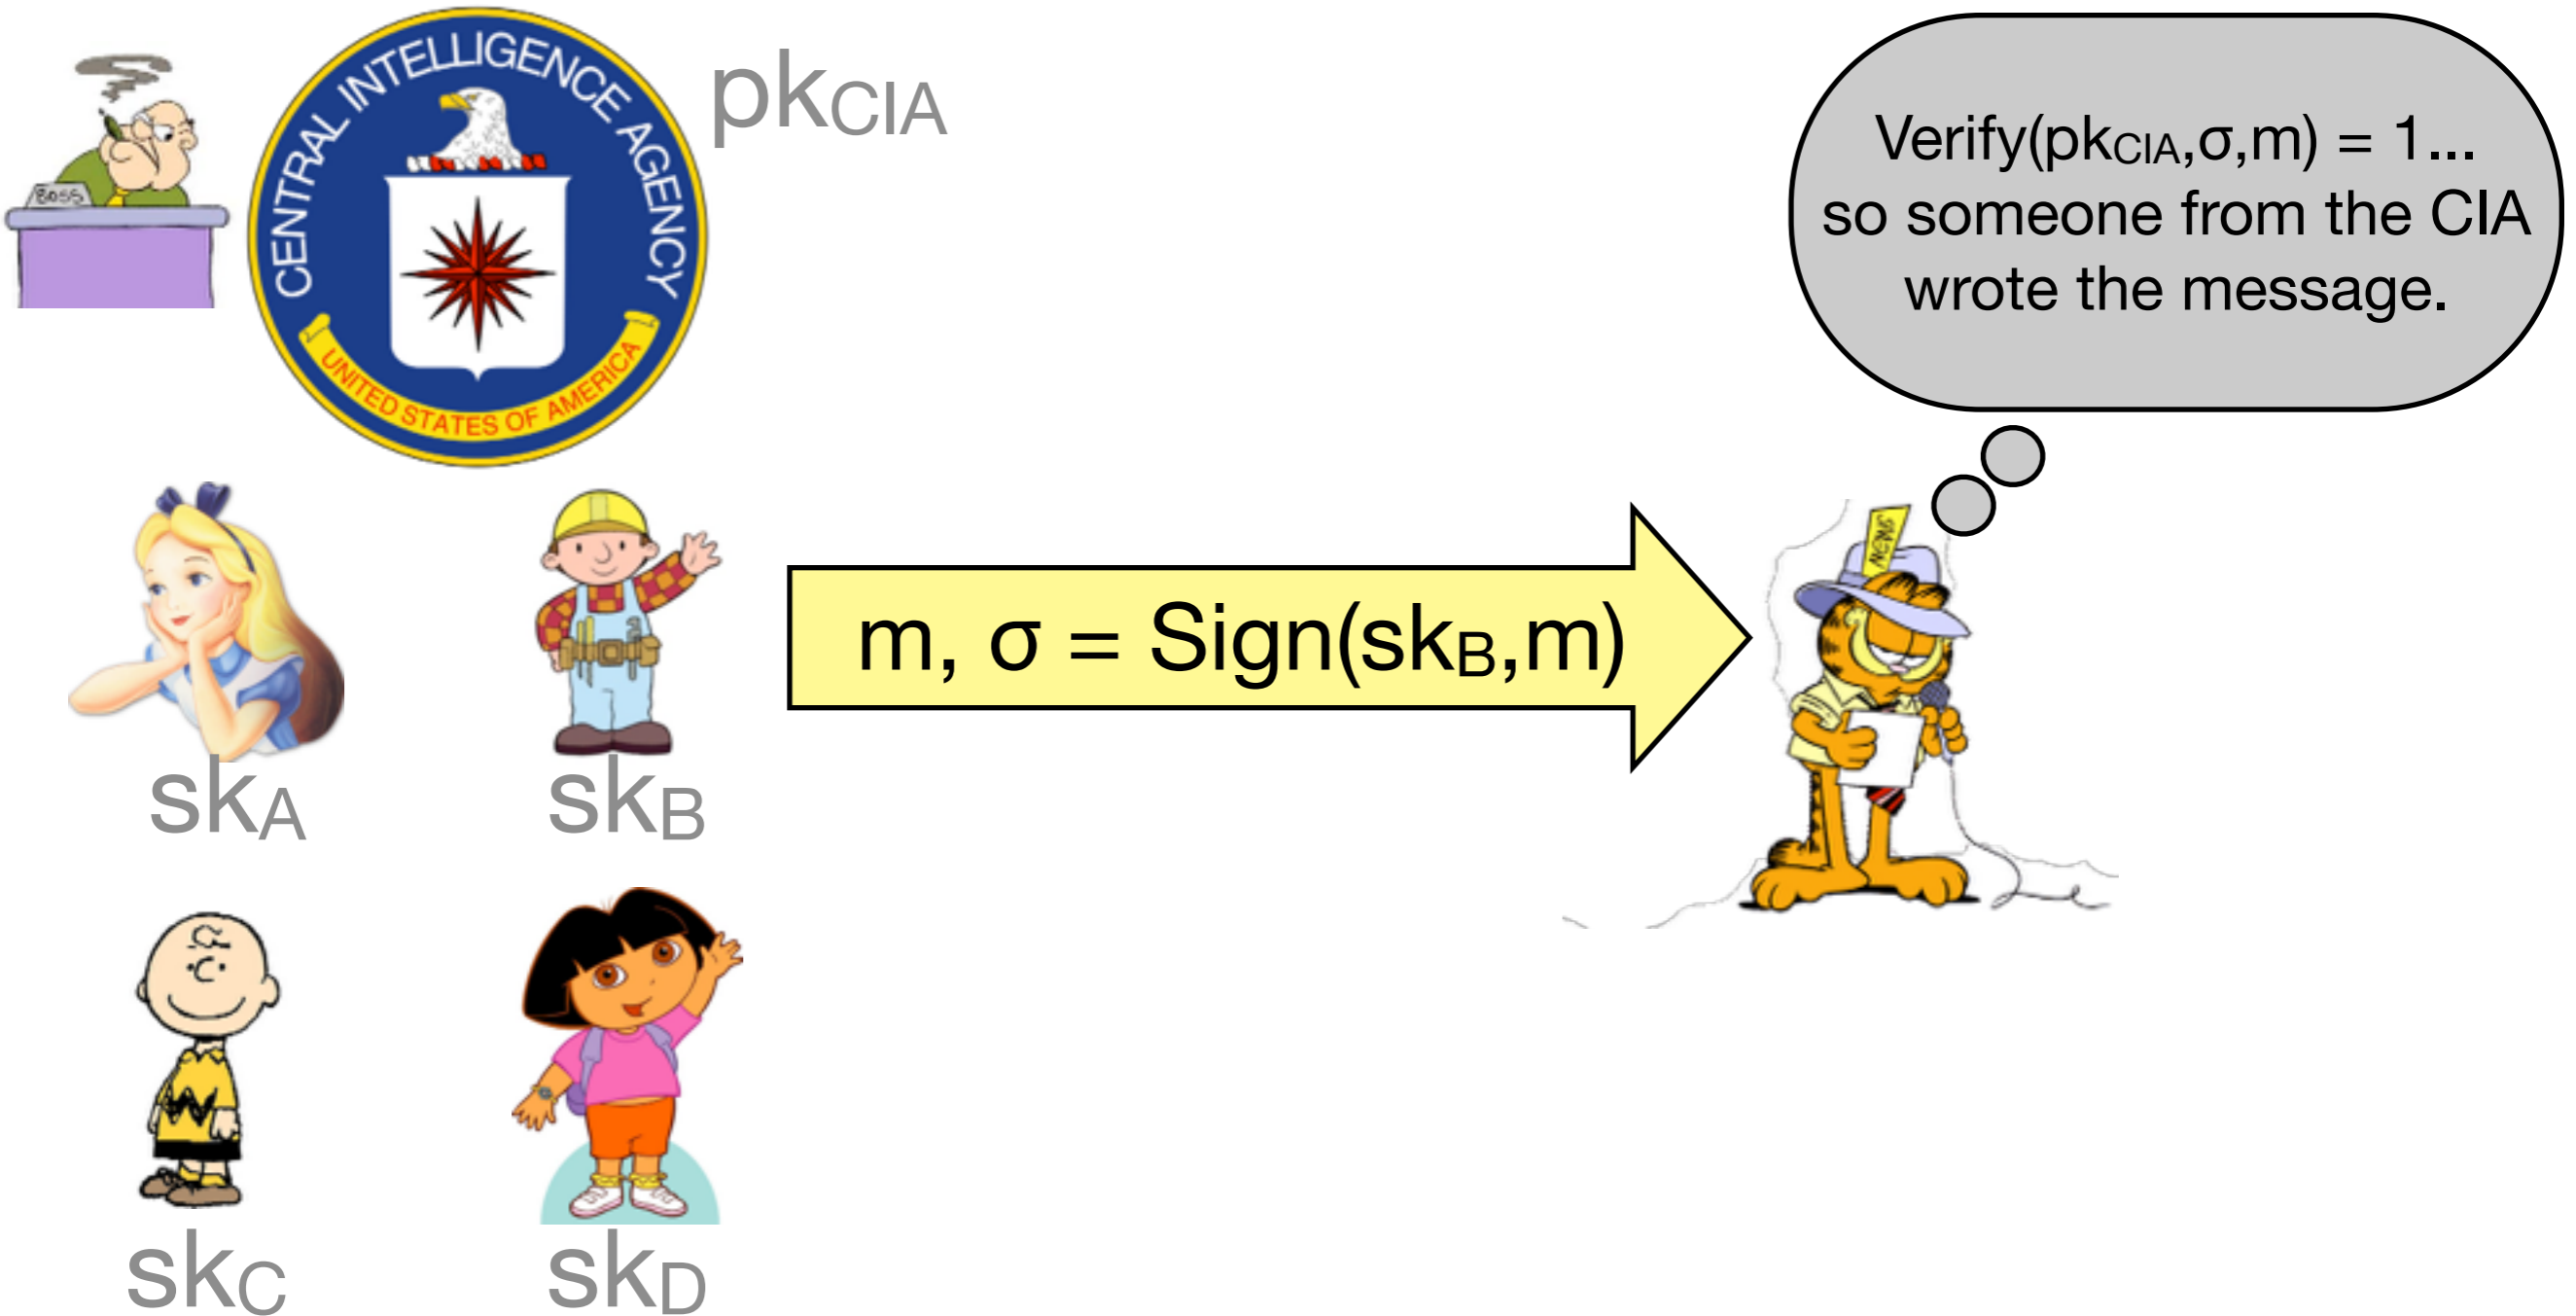 BOSS
CENTRAL INTELLIGENCE AGENCY
UNITED STATES OF AMERICA
pkCIA
Verify(pkCIA,σ,m) = 1...
so someone from the CIA
wrote the message.
m, σ = Sign(skB,m)
skA
skB
skC
skD